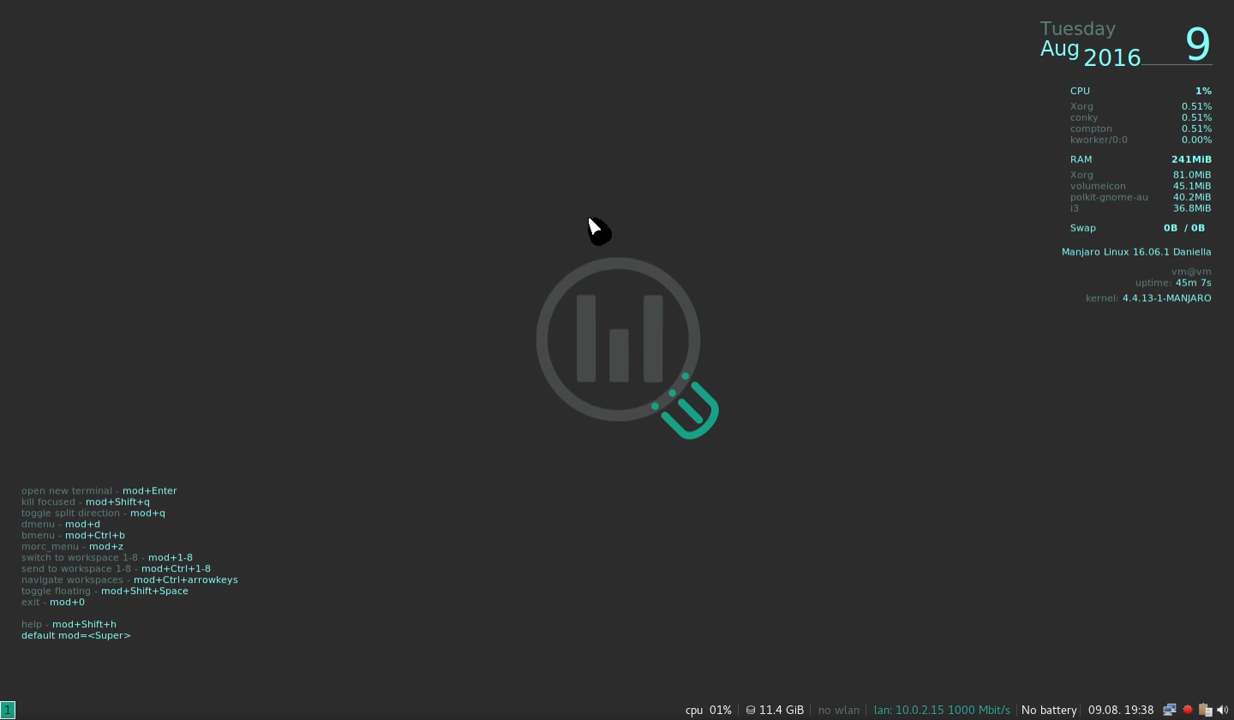 Tuesday
Aug 2016 9
CPU 1%
Xorg 0.51%
conky 0.51%
compton 0.51%
kworker/0:0 0.00%
RAM 241MiB
Xorg 81.0MiB
volumeicon 45.1MiB
polkit-gnome-au 40.2MiB
i3 36.8MiB
Swap 0B / 0B
Manjaro Linux 16.06.1 Daniella
vm@vm
uptime: 45m 7s
kernel: 4.4.13-1-MANJARO
open new terminal - mod+Enter
kill focused - mod+Shift+q
toggle split direction - mod+q
dmenu - mod+d
bmenu - mod+Ctrl+b
morc_menu - mod+z
switch to workspace 1-8 - mod+1-8
send to workspace 1-8 - mod+Ctrl+1-8
navigate workspaces - mod+Ctrl+arrowkeys
toggle floating - mod+Shift+Space
exit - mod+0
help - mod+Shift+h
default mod=<Super>
1 cpu 01% | 11.4 GiB | no wlan | lan: 10.0.2.15 1000 Mbit/s | No battery | 09.08. 19:38